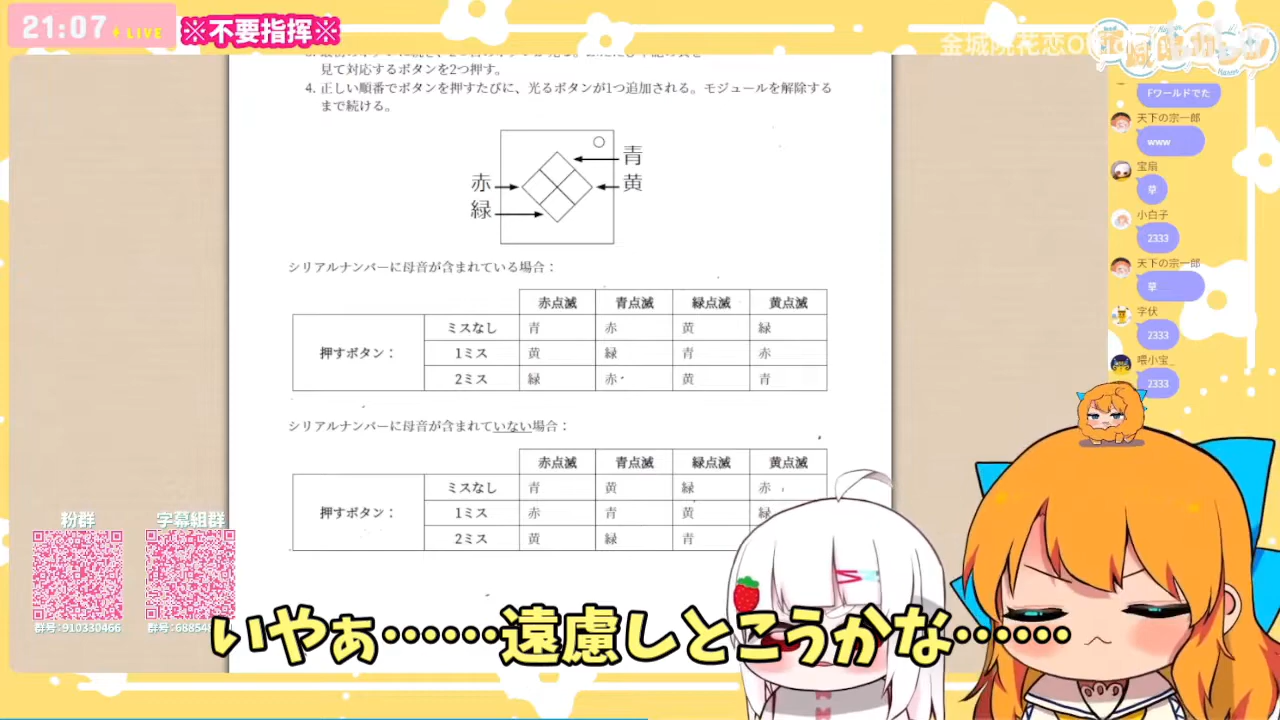 21:07
LIVE
※不要指挥※
見て対応するボタンを2つ押す。
4. 正しい順番でボタンを押すたびに、光るボタンが1つ追加される。モジュールを解除する
まで続ける。
青
赤
黄
緑
シリアルナンバーに母音が含まれている場合：
赤点滅 青点滅 緑点滅 黄点滅
押すボタン：
ミスなし 青 赤 黄 緑
1ミス 黄 緑 青 赤
2ミス 緑 赤 黄 青
シリアルナンバーに母音が含まれていない場合：
赤点滅 青点滅 緑点滅 黄点滅
押すボタン：
ミスなし 青 黄 緑 赤
1ミス 赤 青 黄 緑
2ミス 黄 緑 青
Fワールドでた
天下の宗一郎
www
宝扇
草
小白子
2333
天下の宗一郎
草
字伏
2333
喂小宝_
2333
粉群
群号:910330466
字幕組群
いやぁ……遠慮しとこうかな……